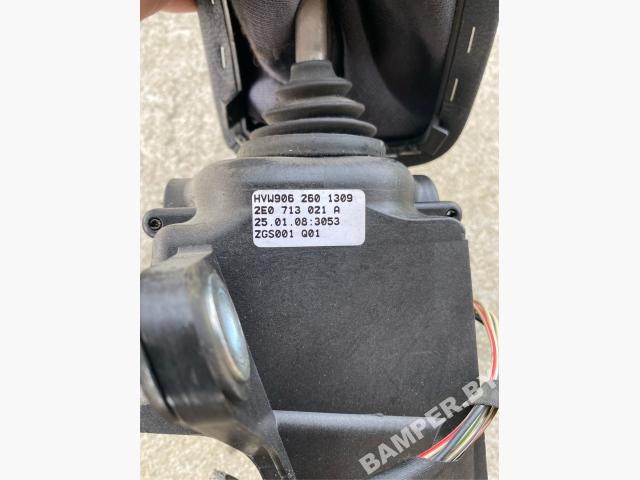 HVW906 260 1309
2E0 713 021 A
25.01.08:3053
ZGS001 Q01
BAMPER.BY